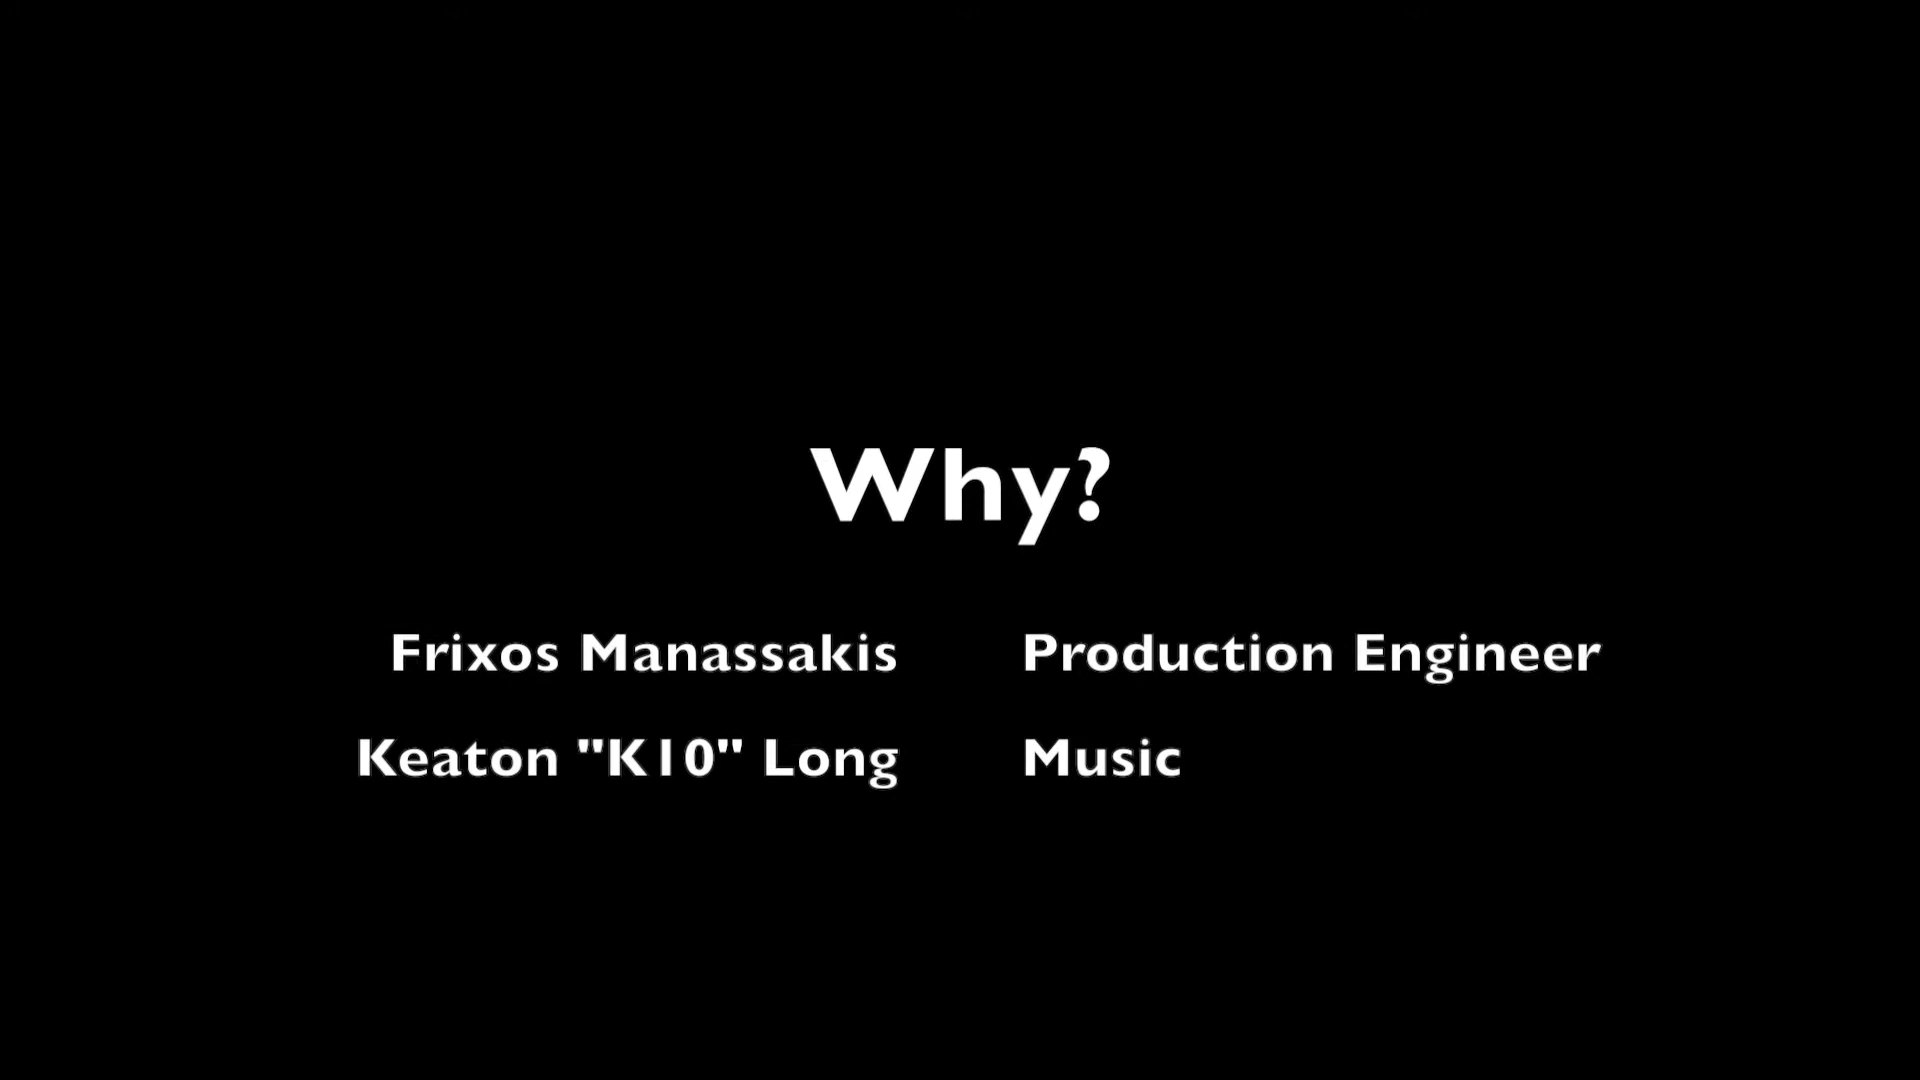 Why?
Frixos Manassakis Production Engineer
Keaton "K10" Long Music